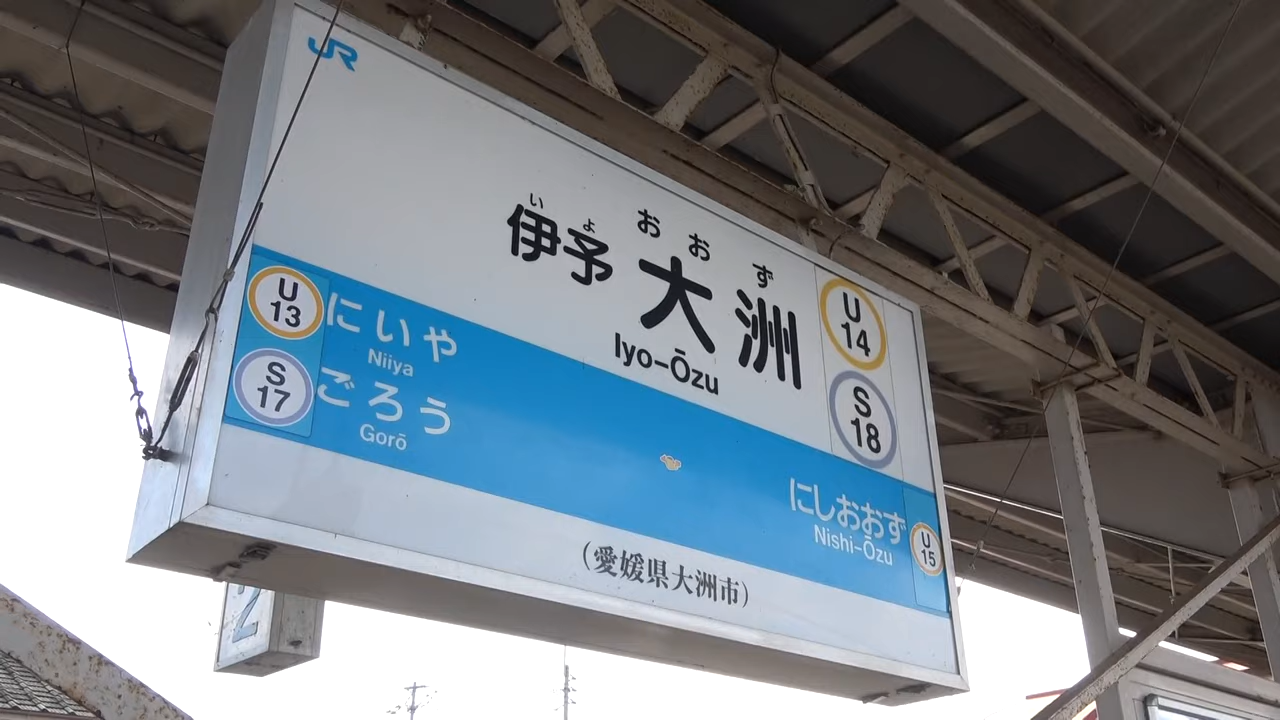 JR
いよ おおず
伊予大洲
Iyo-Ōzu
U
14
S
18
U
13
にいや
Niiya
S
17
ごろう
Gorō
にしおおず
Nishi-Ōzu
U
15
(愛媛県大洲市)
2